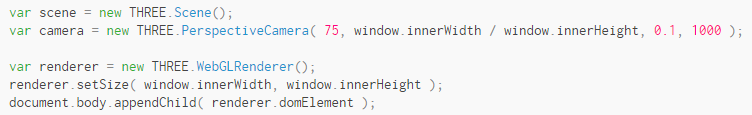 var scene = new THREE.Scene();
var camera = new THREE.PerspectiveCamera( 75, window.innerWidth / window.innerHeight, 0.1, 1000 );
var renderer = new THREE.WebGLRenderer();
renderer.setSize( window.innerWidth, window.innerHeight );
document.body.appendChild( renderer.domElement );